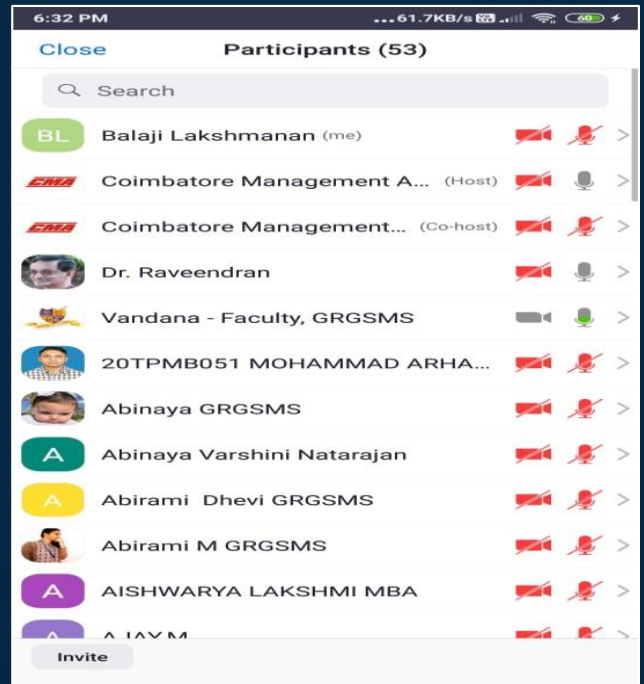 6:32 PM ...61.7KB/s 60
Close Participants (53)
Search
BL Balaji Lakshmanan (me)
CMA Coimbatore Management A... (Host)
CMA Coimbatore Management... (Co-host)
Dr. Raveendran
Vandana - Faculty, GRGSMS
20TPMB051 MOHAMMAD ARHA...
Abinaya GRGSMS
A Abinaya Varshini Natarajan
A Abirami Dhevi GRGSMS
Abirami M GRGSMS
A AISHWARYA LAKSHMI MBA
A AJAY.M
Invite